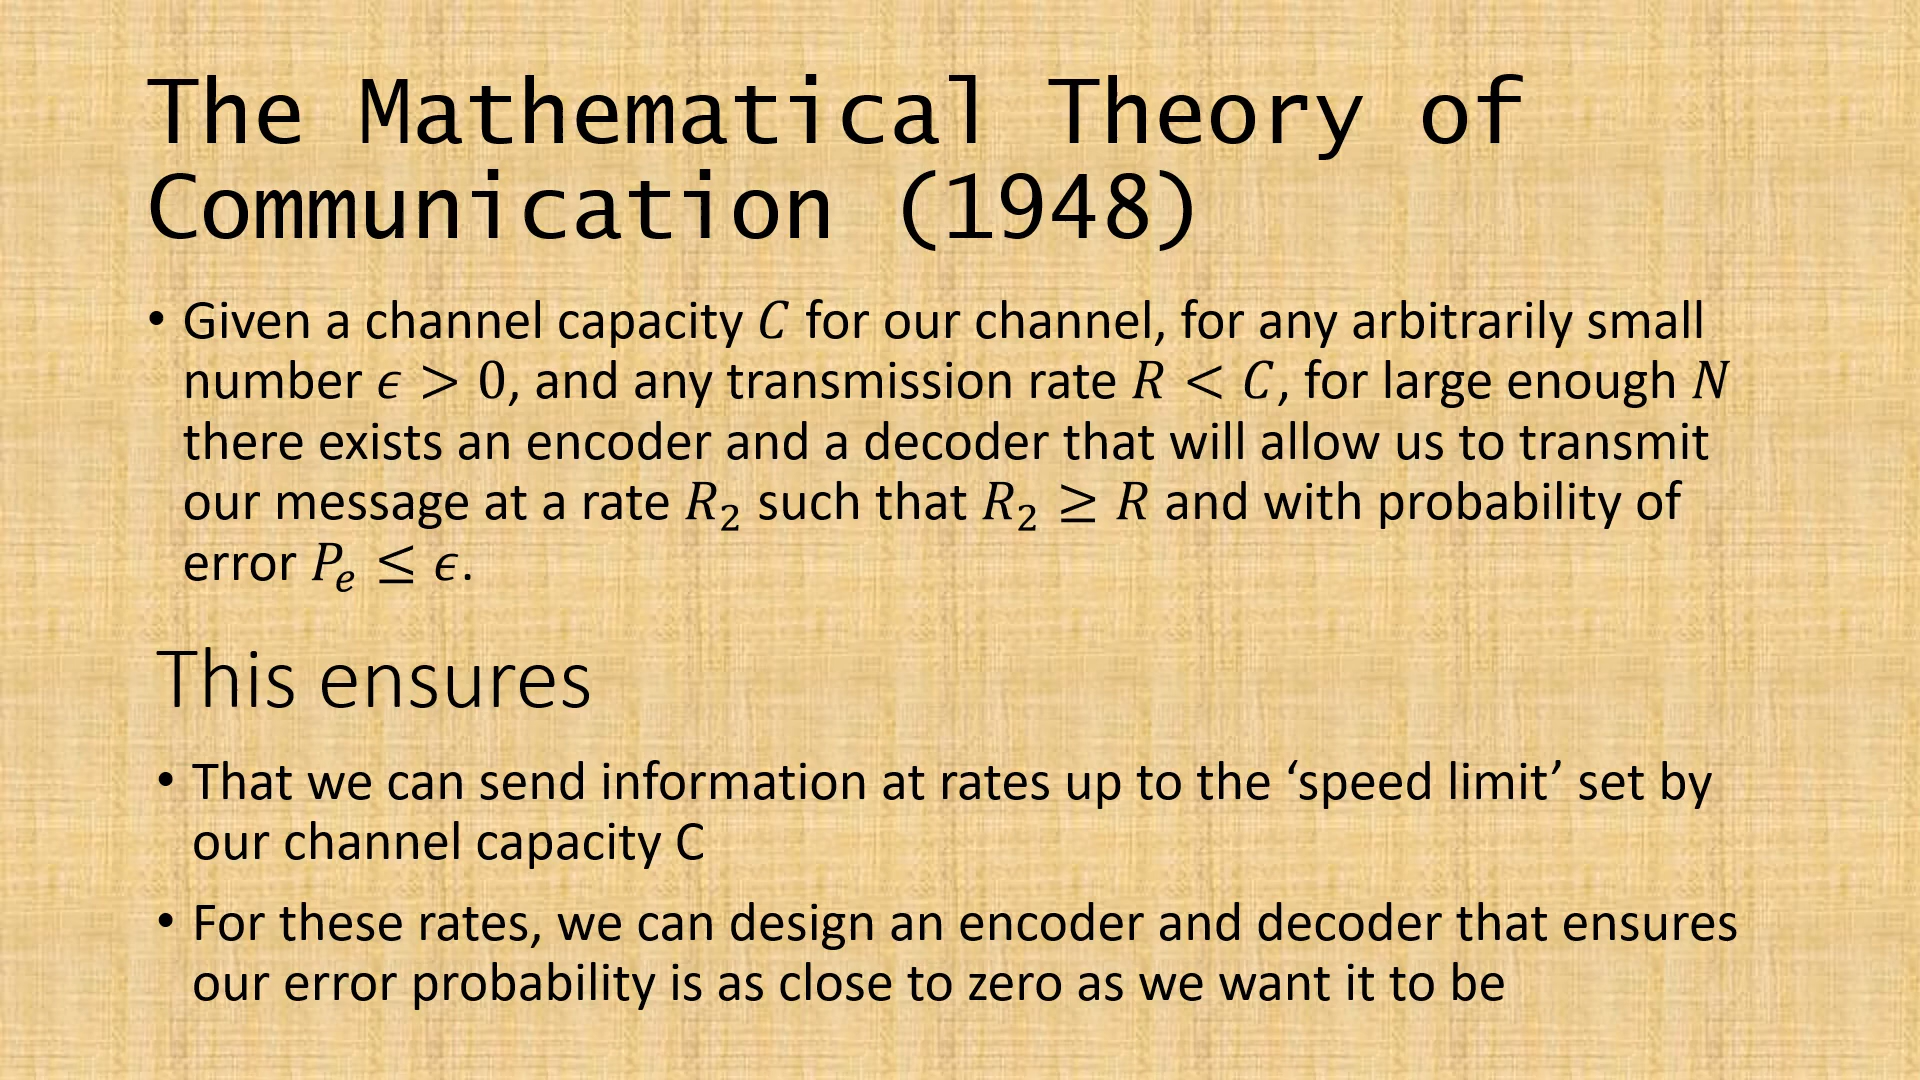 The Mathematical Theory of
Communication (1948)
• Given a channel capacity C for our channel, for any arbitrarily small
number ϵ > 0, and any transmission rate R < C, for large enough N
there exists an encoder and a decoder that will allow us to transmit
our message at a rate R₂ such that R₂ ≥ R and with probability of
error Pₑ ≤ ϵ.
This ensures
• That we can send information at rates up to the ‘speed limit’ set by
our channel capacity C
• For these rates, we can design an encoder and decoder that ensures
our error probability is as close to zero as we want it to be